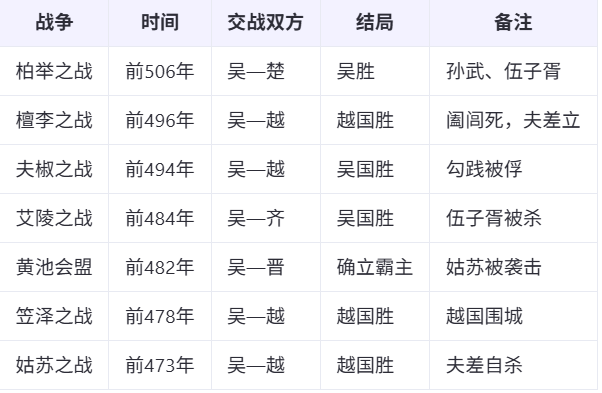 战争 时间 交战双方 结局 备注
柏举之战 前506年 吴—楚 吴胜 孙武、伍子胥
檀李之战 前496年 吴—越 越国胜 阖闾死，夫差立
夫椒之战 前494年 吴—越 吴国胜 勾践被俘
艾陵之战 前484年 吴—齐 吴国胜 伍子胥被杀
黄池会盟 前482年 吴—晋 确立霸主 姑苏被袭击
笠泽之战 前478年 吴—越 越国胜 越国围城
姑苏之战 前473年 吴—越 越国胜 夫差自杀